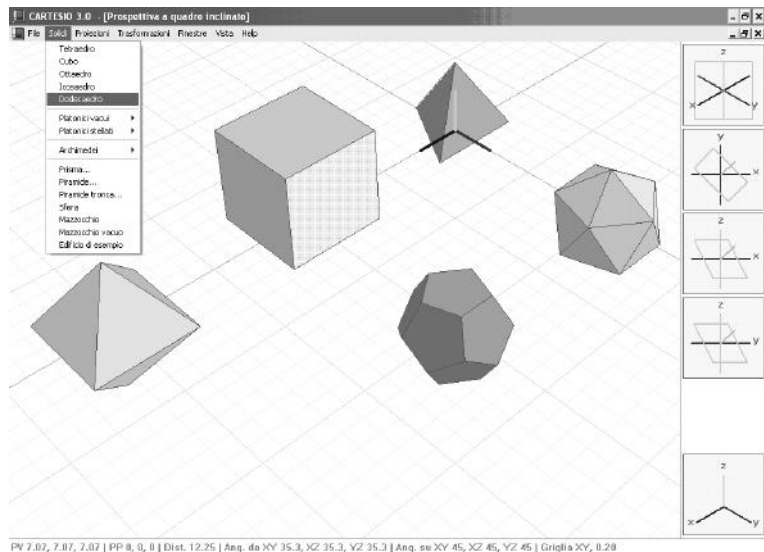 CARTESIO 3.0 - [Prospettiva a quadro inclinato]
File Solidi Proiezioni Trasformazioni Finestre Vista Help
Tetraedro
Cubo
Ottaedro
Icosaedro
Dodecaedro
Platonici vacui
Platonici stellati
Archimedei
Prisma...
Piramide...
Piramide tronca...
Sfera
Mazzocchio
Mazzocchio vacuo
Edificio di esempio
z
x y
y
x
z
x
z
y
z
x y
PV 7.07, 7.07, 7.07 | PP 0, 0, 0 | Dist. 12.25 | Ang. da XY 35.3, XZ 35.3, YZ 35.3 | Ang. su XY 45, XZ 45, YZ 45 | Griglia XY, 0.20